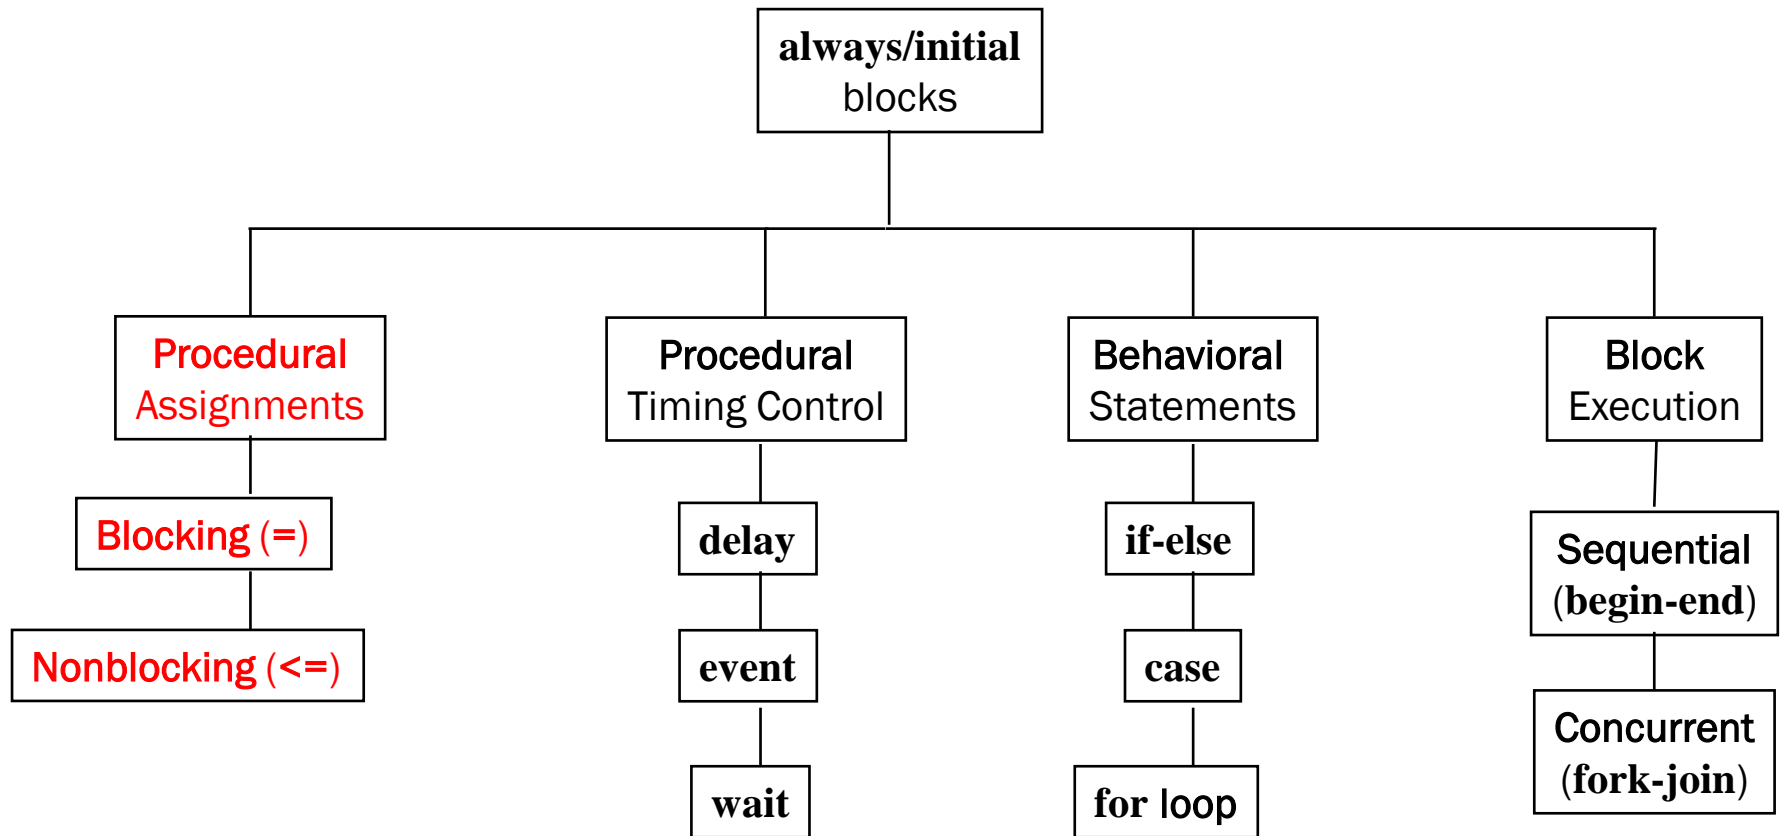 always/initial
blocks
Procedural
Assignments
Blocking (=)
Nonblocking (<=)
Procedural
Timing Control
delay
event
wait
Behavioral
Statements
if-else
case
for loop
Block
Execution
Sequential
(begin-end)
Concurrent
(fork-join)